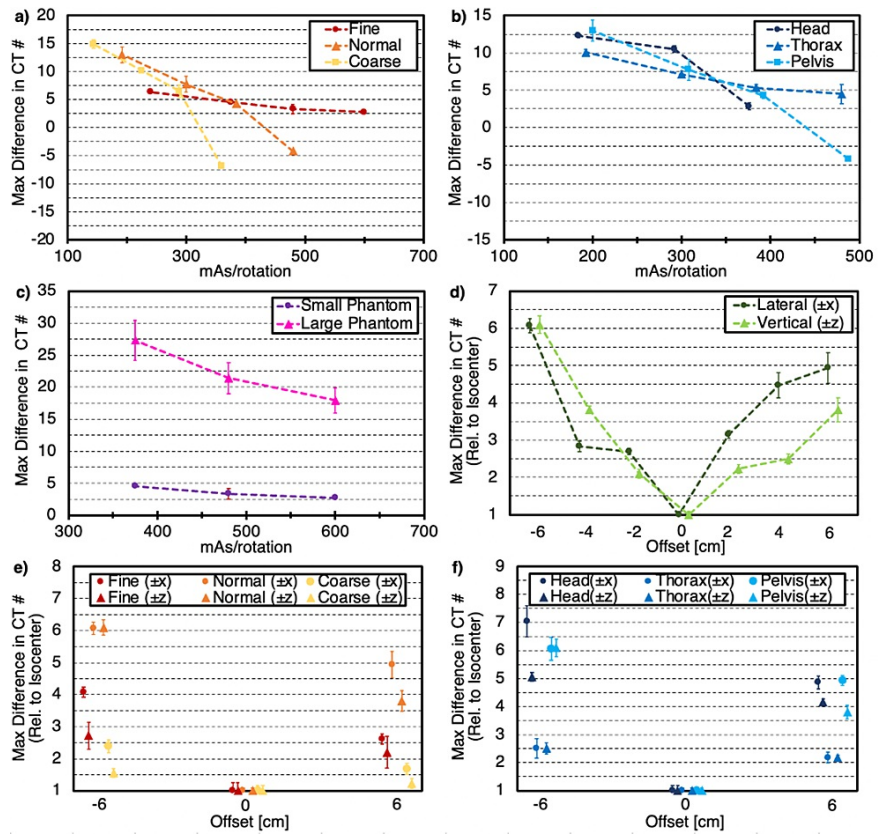 a)
Max Difference in CT #
20
15
10
5
0
-5
-10
-15
-20
100
300
500
700
mAs/rotation
Fine
Normal
Coarse
b)
Max Difference in CT #
15
10
5
0
-5
-10
-15
100
200
300
400
500
mAs/rotation
Head
Thorax
Pelvis
c)
Max Difference in CT #
35
30
25
20
15
10
5
0
300
400
500
600
700
mAs/rotation
Small Phantom
Large Phantom
d)
Max Difference in CT #
(Rel. to Isocenter)
7
6
5
4
3
2
1
-6
-4
-2
0
2
4
6
Offset [cm]
Lateral (±x)
Vertical (±z)
e)
Max Difference in CT #
(Rel. to Isocenter)
8
7
6
5
4
3
2
1
-6
0
6
Offset [cm]
Fine (±x) Normal (±x) Coarse (±x)
Fine (±z) Normal (±z) Coarse (±z)
f)
Max Difference in CT #
(Rel. to Isocenter)
9
8
7
6
5
4
3
2
1
-6
0
6
Offset [cm]
Head(±x) Thorax(±x) Pelvis(±x)
Head(±z) Thorax(±z) Pelvis(±z)